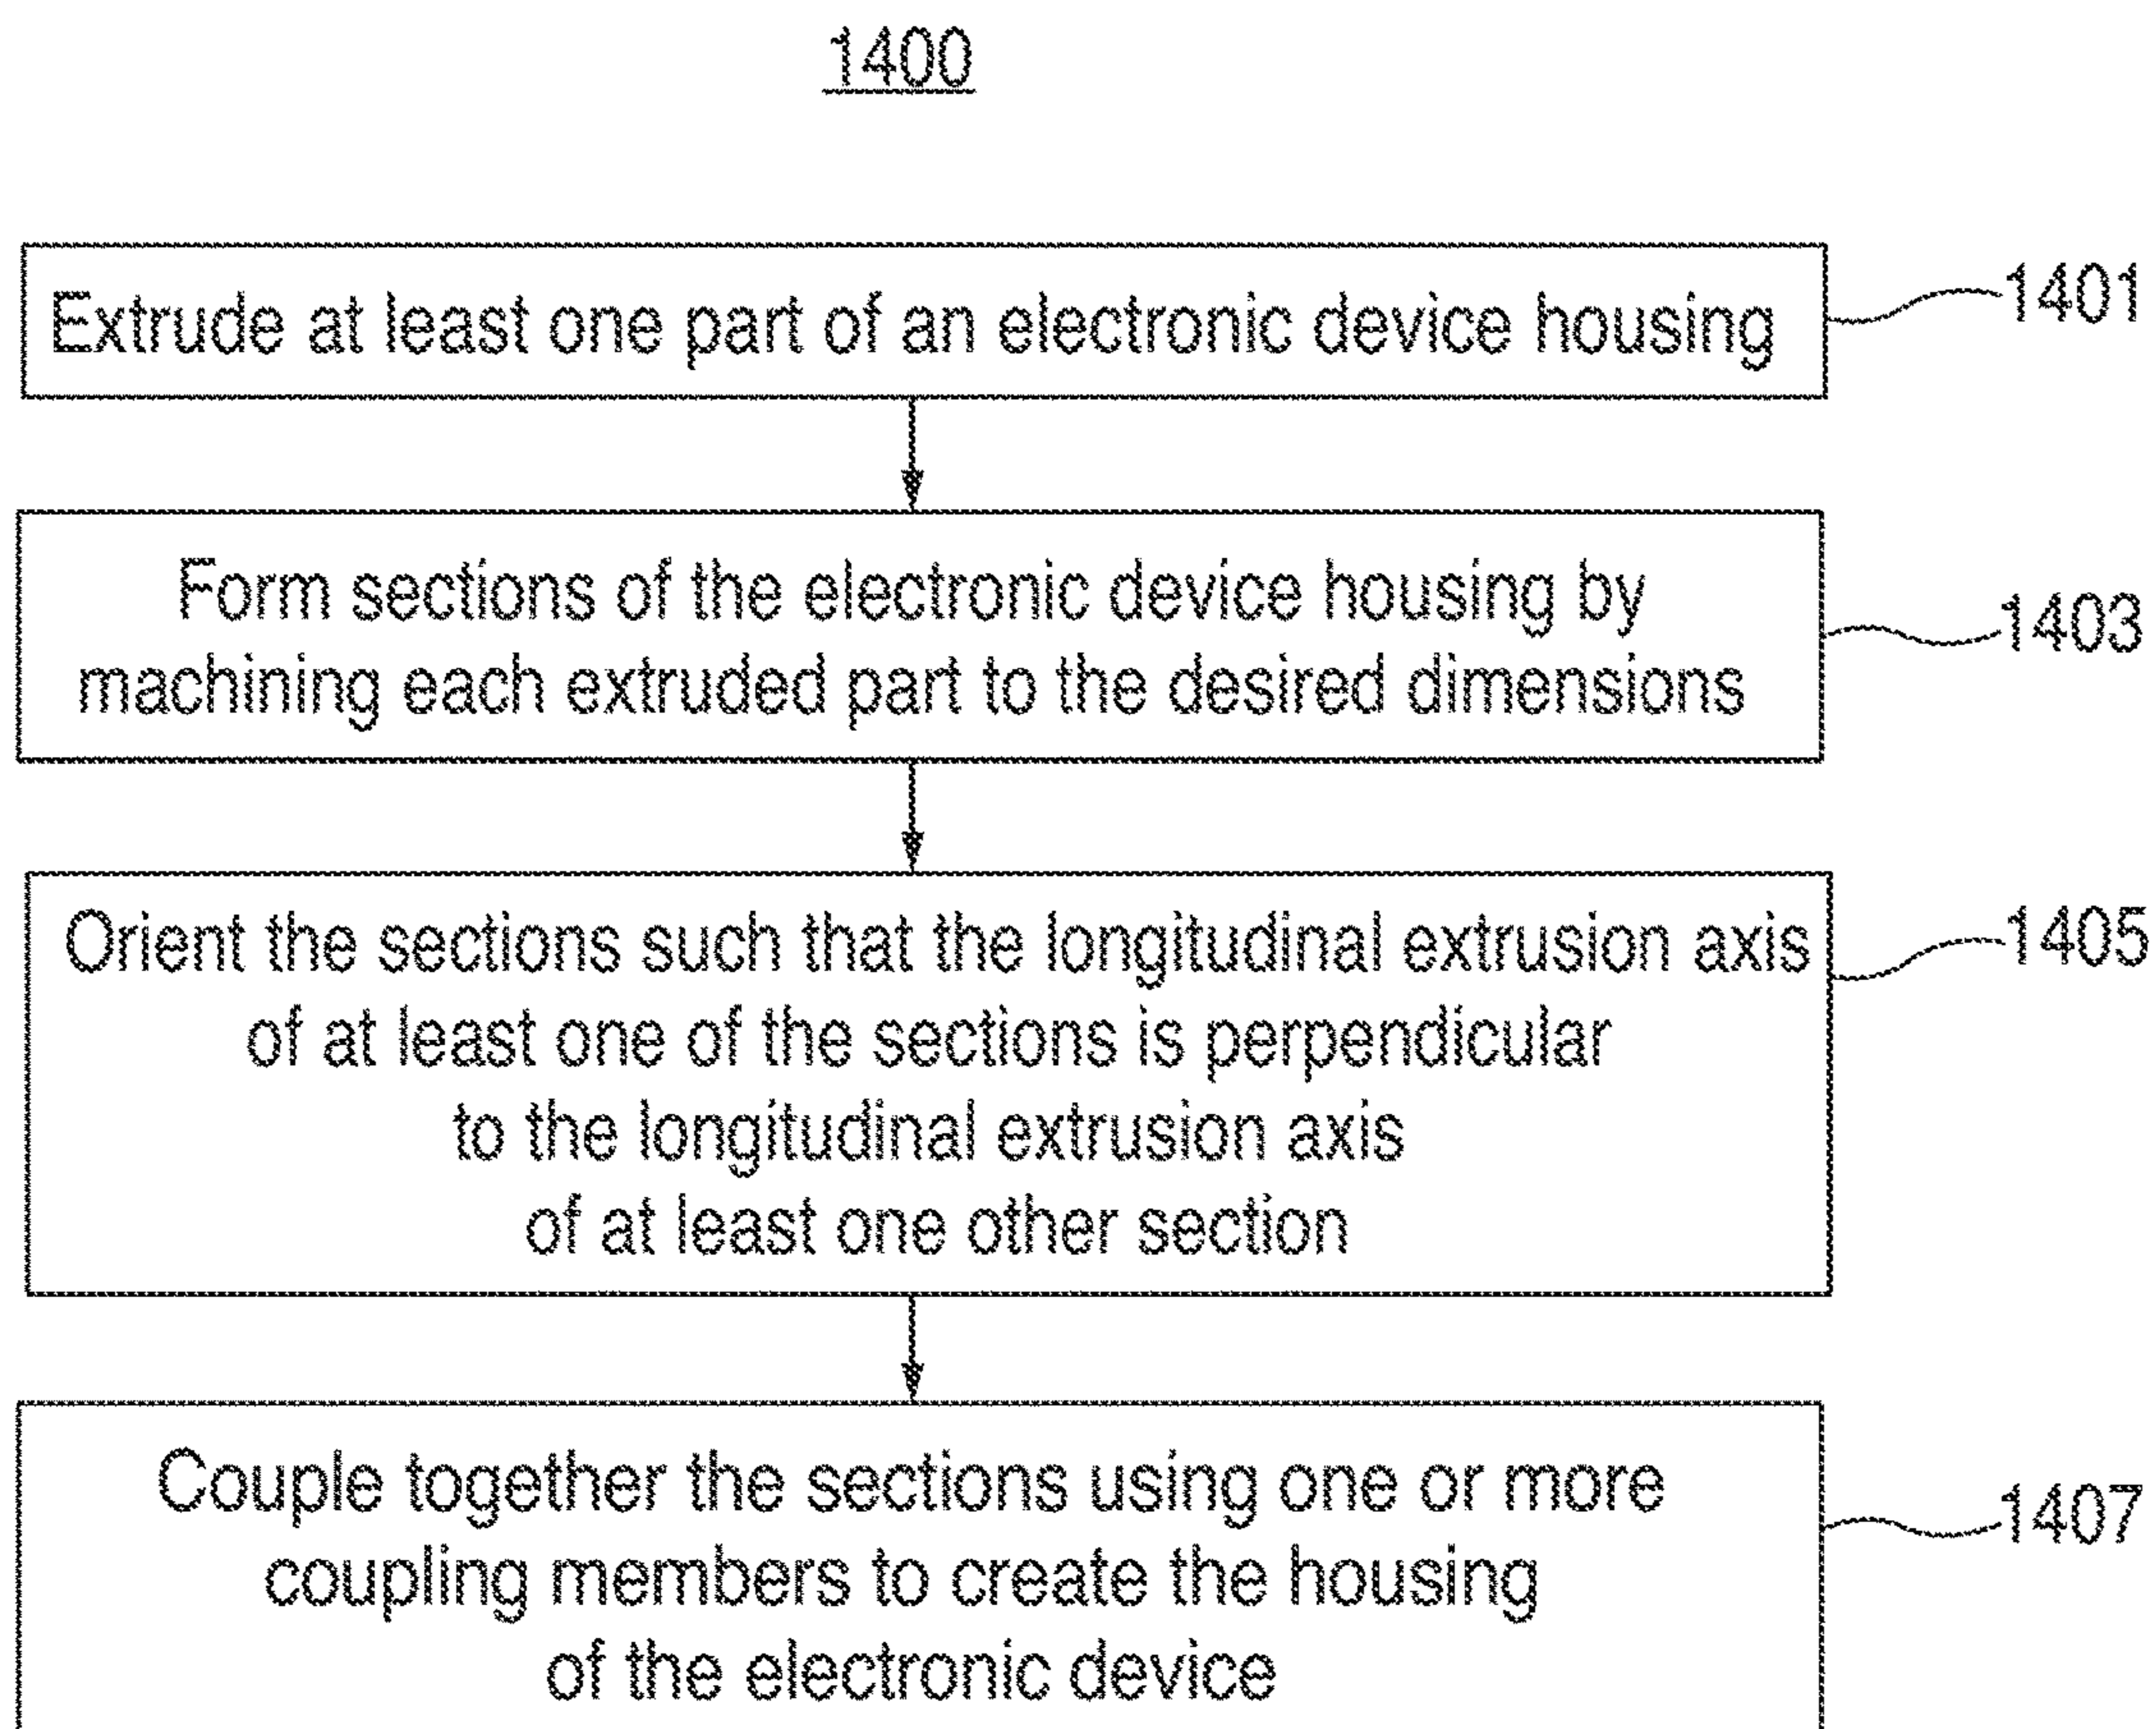 1400
Extrude at least one part of an electronic device housing
1401
Form sections of the electronic device housing by
machining each extruded part to the desired dimensions
1403
Orient the sections such that the longitudinal extrusion axis
of at least one of the sections is perpendicular
to the longitudinal extrusion axis
of at least one other section
1405
Couple together the sections using one or more
coupling members to create the housing
of the electronic device
1407